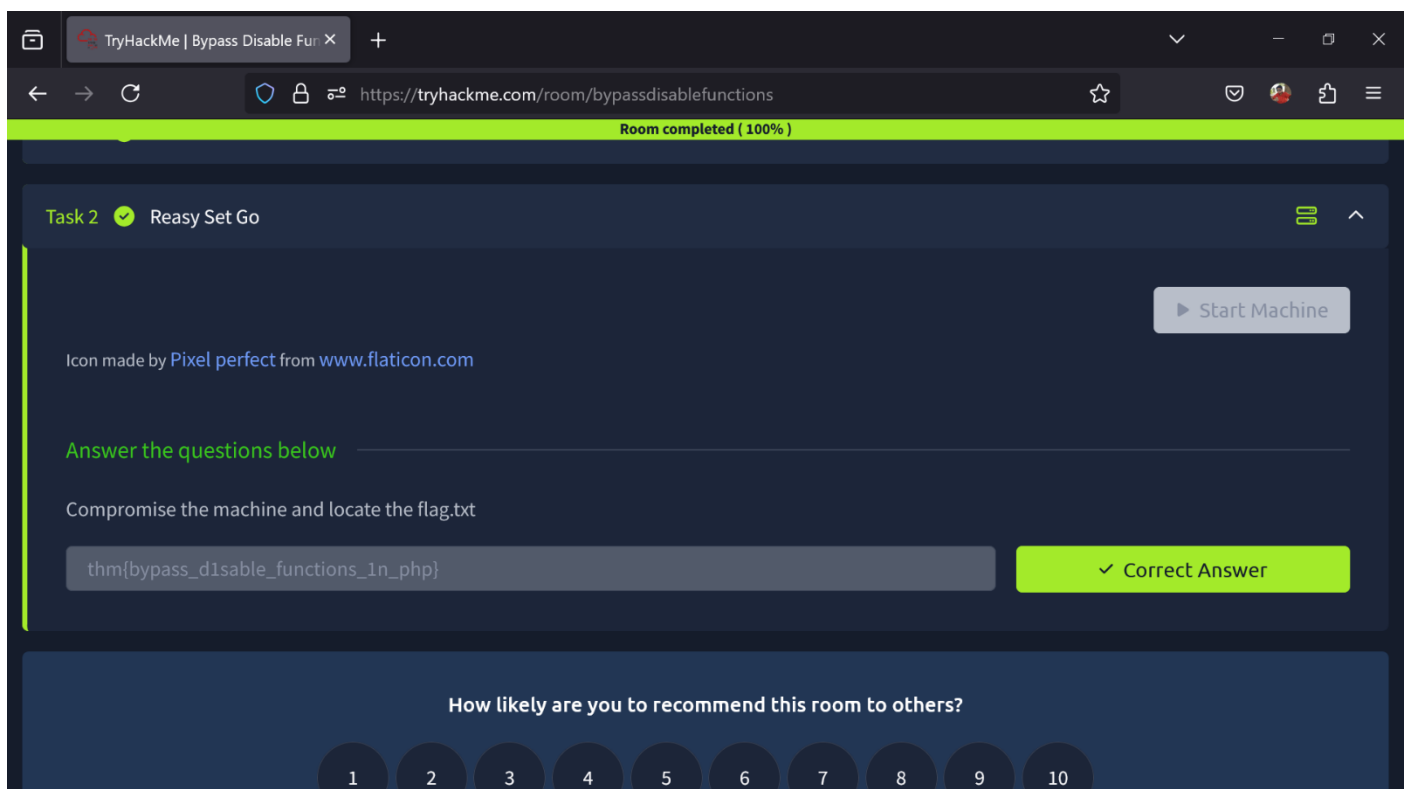 TryHackMe | Bypass Disable Fun
https://tryhackme.com/room/bypassdisablefunctions
Room completed ( 100% )
Task 2 Reasy Set Go
Start Machine
Icon made by Pixel perfect from www.flaticon.com
Answer the questions below
Compromise the machine and locate the flag.txt
thm{bypass_d1sable_functions_1n_php}
Correct Answer
How likely are you to recommend this room to others?
1 2 3 4 5 6 7 8 9 10